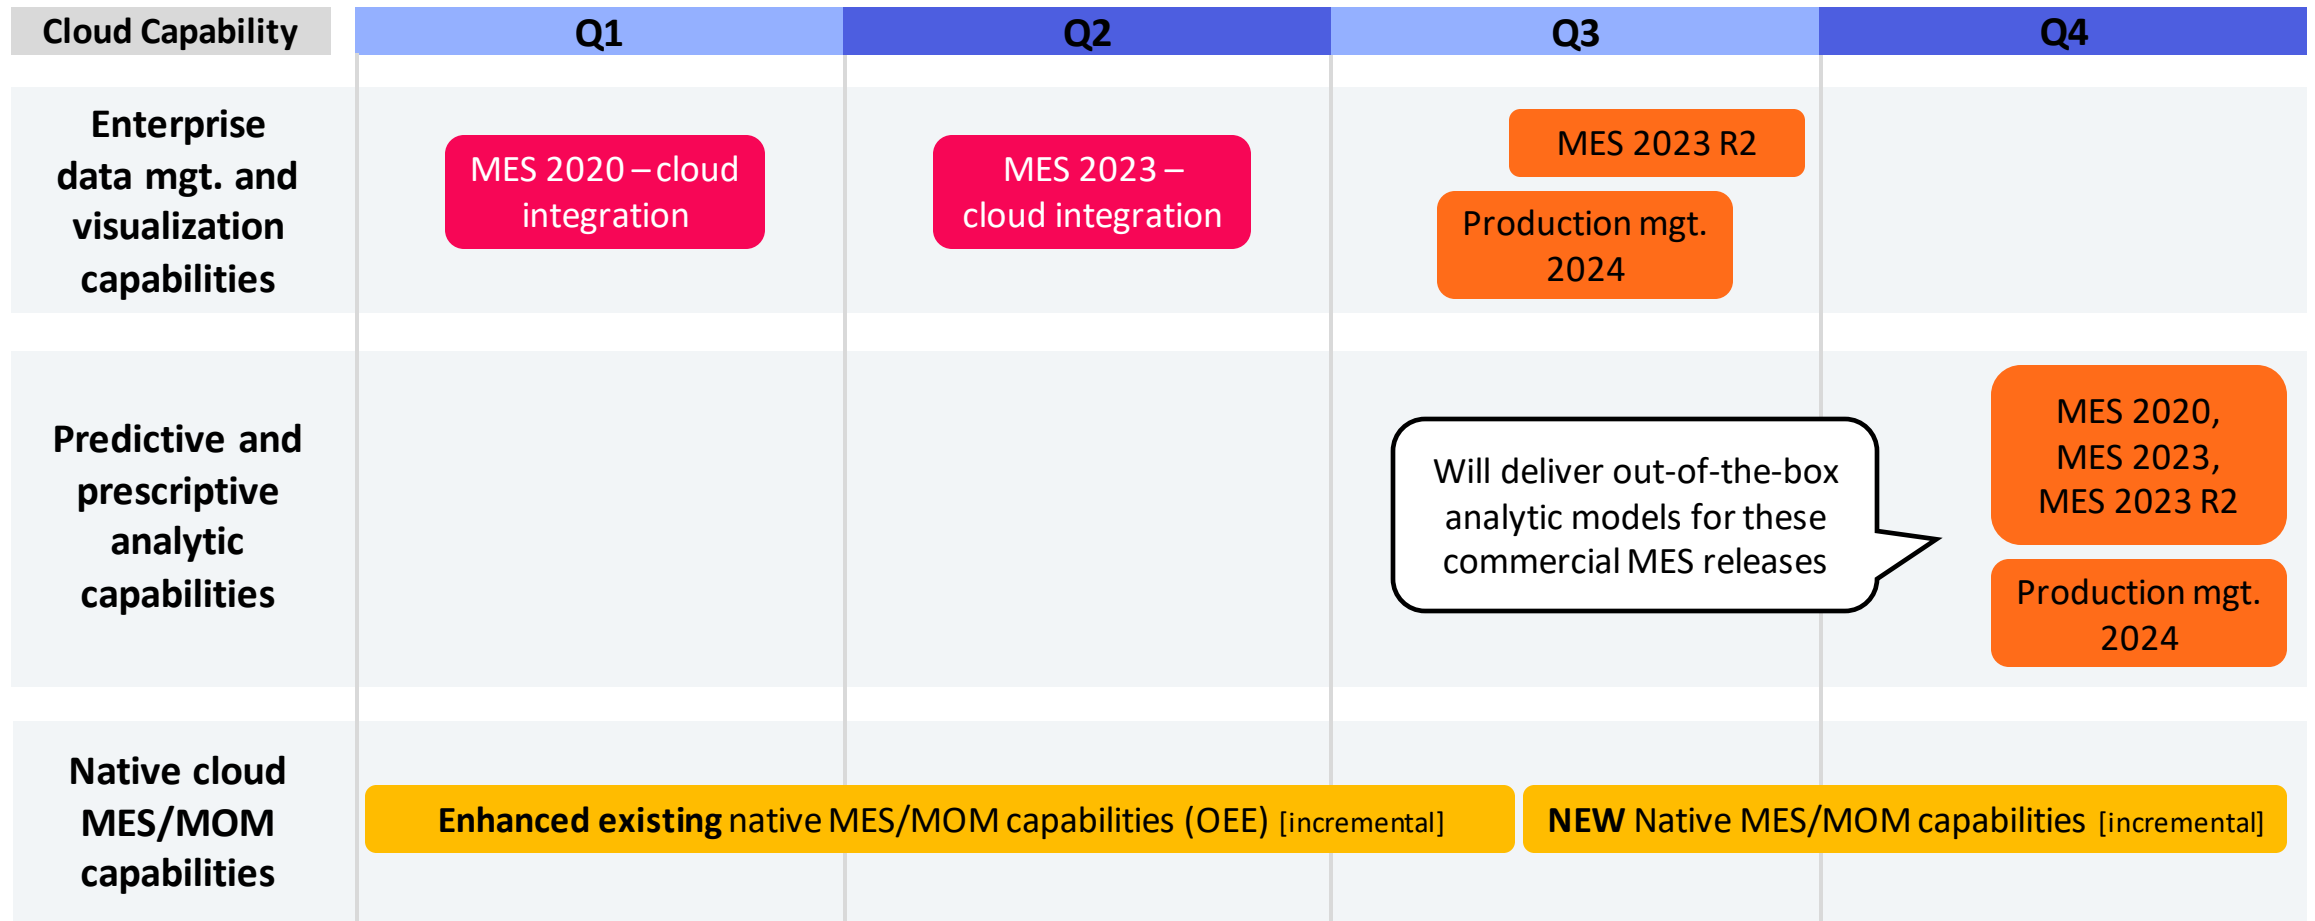 Cloud Capability
Q1
Q2
Q3
Q4
Enterprise
data mgt. and
visualization
capabilities
MES 2020 – cloud
integration
MES 2023 –
cloud integration
MES 2023 R2
Production mgt.
2024
Predictive and
prescriptive
analytic
capabilities
Will deliver out-of-the-box
analytic models for these
commercial MES releases
MES 2020,
MES 2023,
MES 2023 R2
Production mgt.
2024
Native cloud
MES/MOM
capabilities
Enhanced existing native MES/MOM capabilities (OEE) [incremental]
NEW Native MES/MOM capabilities [incremental]